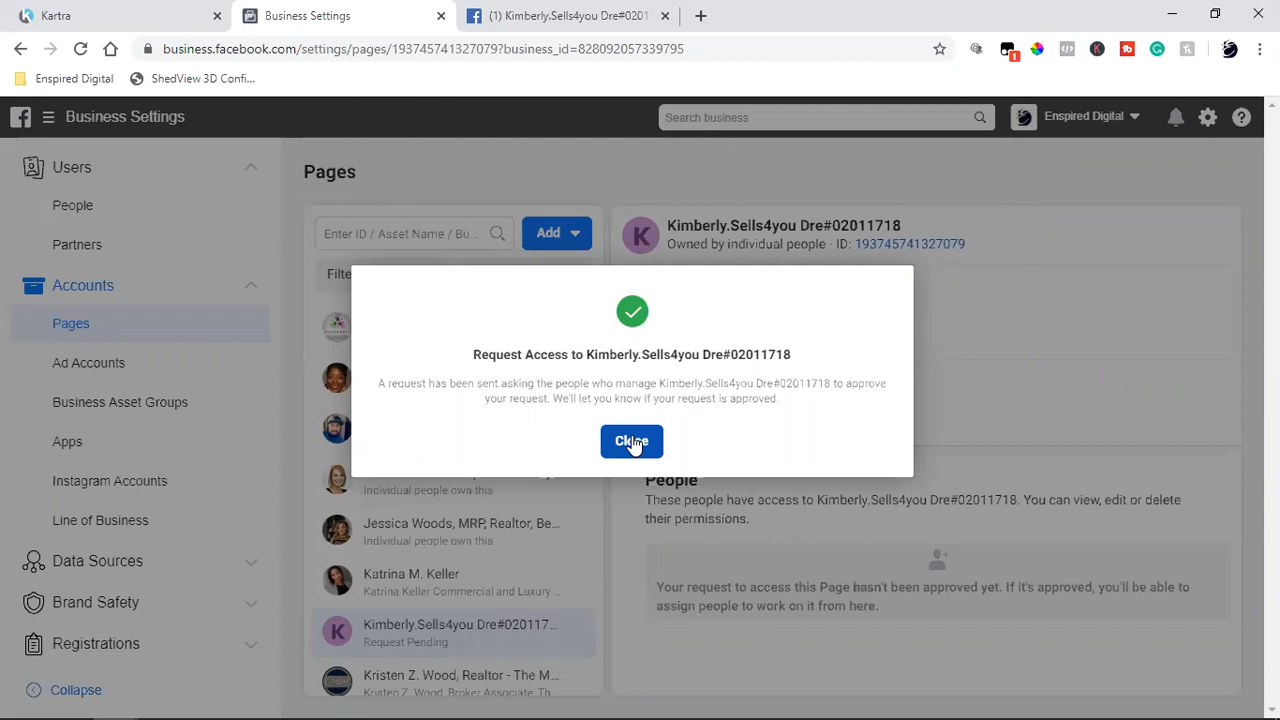 Kartra
Business Settings
(1) Kimberly.Sells4you Dre#0201
business.facebook.com/settings/pages/193745741327079?business_id=828092057339795
1
Enspired Digital
ShedView 3D Confi...
Business Settings
Search business
Enspired Digital
Users
People
Partners
Accounts
Pages
Ad Accounts
Business Asset Groups
Apps
Instagram Accounts
Line of Business
Data Sources
Brand Safety
Registrations
Collapse
Pages
Enter ID / Asset Name / Bu...
Add
Filte
Individual people own this
Jessica Woods, MRP, Realtor, Be...
Individual people own this
Katrina M. Keller
Katrina Keller Commercial and Luxury ...
K
Kimberly.Sells4you Dre#020117...
Request Pending
Kristen Z. Wood, Realtor - The M...
Kristen Z. Wood, Broker Associate, Th
K
Kimberly.Sells4you Dre#02011718
Owned by individual people · ID: 193745741327079
Request Access to Kimberly.Sells4you Dre#02011718
A request has been sent asking the people who manage Kimberly.Sells4you Dre#02011718 to approve
your request. We'll let you know if your request is approved.
Close
People
These people have access to Kimberly.Sells4you Dre#02011718. You can view, edit or delete
their permissions.
Your request to access this Page hasn't been approved yet. If it's approved, you'll be able to
assign people to work on it from here.